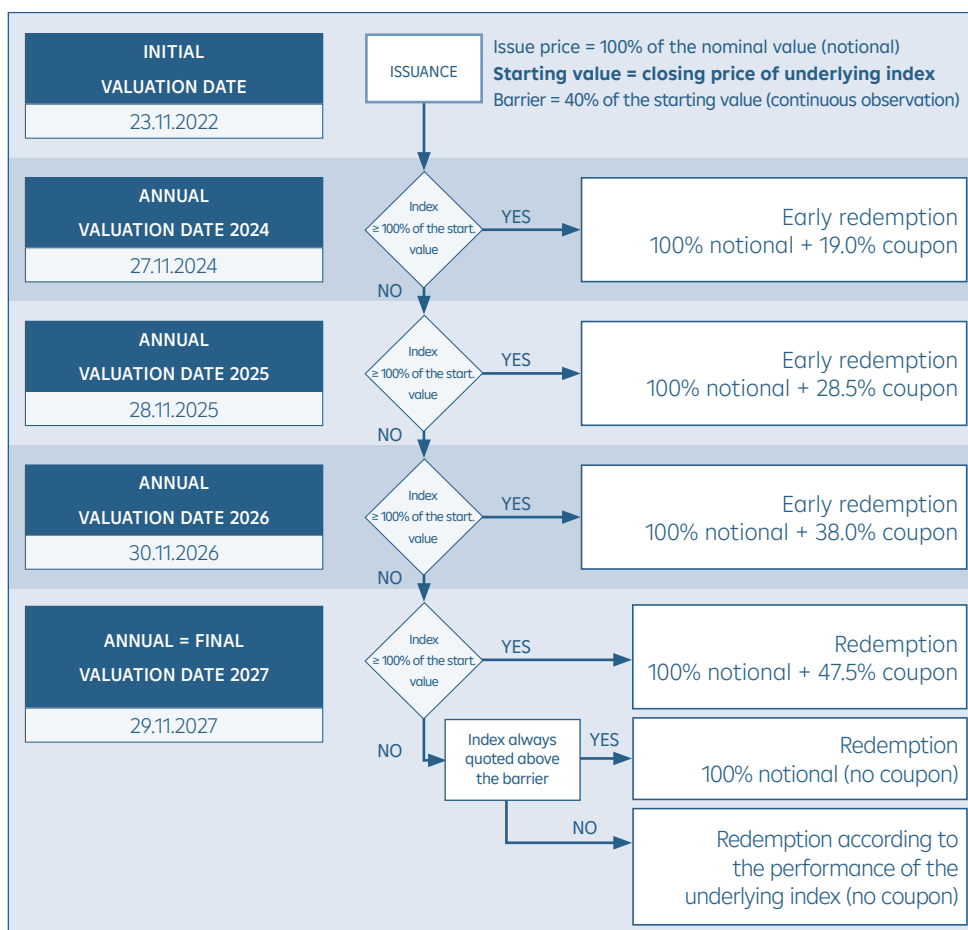 INITIAL
VALUATION DATE
23.11.2022
ISSUANCE
Issue price = 100% of the nominal value (notional)
Starting value = closing price of underlying index
Barrier = 40% of the starting value (continuous observation)
ANNUAL
VALUATION DATE 2024
27.11.2024
Index
≥ 100% of the start.
value
YES
Early redemption
100% notional + 19.0% coupon
NO
ANNUAL
VALUATION DATE 2025
28.11.2025
Index
≥ 100% of the start.
value
YES
Early redemption
100% notional + 28.5% coupon
NO
ANNUAL
VALUATION DATE 2026
30.11.2026
Index
≥ 100% of the start.
value
YES
Early redemption
100% notional + 38.0% coupon
NO
ANNUAL = FINAL
VALUATION DATE 2027
29.11.2027
Index
≥ 100% of the start.
value
YES
Redemption
100% notional + 47.5% coupon
NO
Index always
quoted above
the barrier
YES
Redemption
100% notional (no coupon)
NO
Redemption according to
the performance of the
underlying index (no coupon)